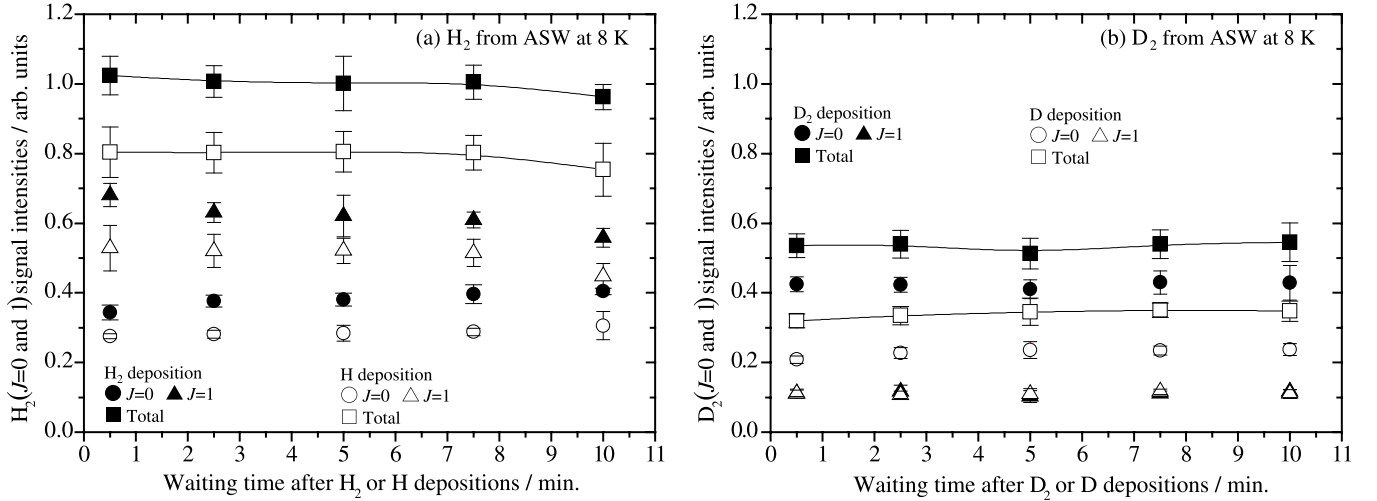 H2(J=0 and 1) signal intensities / arb. units
1.2
1.0
0.8
0.6
0.4
0.2
0.0
(a) H2 from ASW at 8 K
H2 deposition
J=0 J=1
Total
H deposition
J=0 J=1
Total
0 1 2 3 4 5 6 7 8 9 10 11
Waiting time after H2 or H depositions / min.
D2(J=0 and 1) signal intensities / arb. units
1.2
1.0
0.8
0.6
0.4
0.2
0.0
(b) D2 from ASW at 8 K
D2 deposition
J=0 J=1
Total
D deposition
J=0 J=1
Total
0 1 2 3 4 5 6 7 8 9 10 11
Waiting time after D2 or D depositions / min.